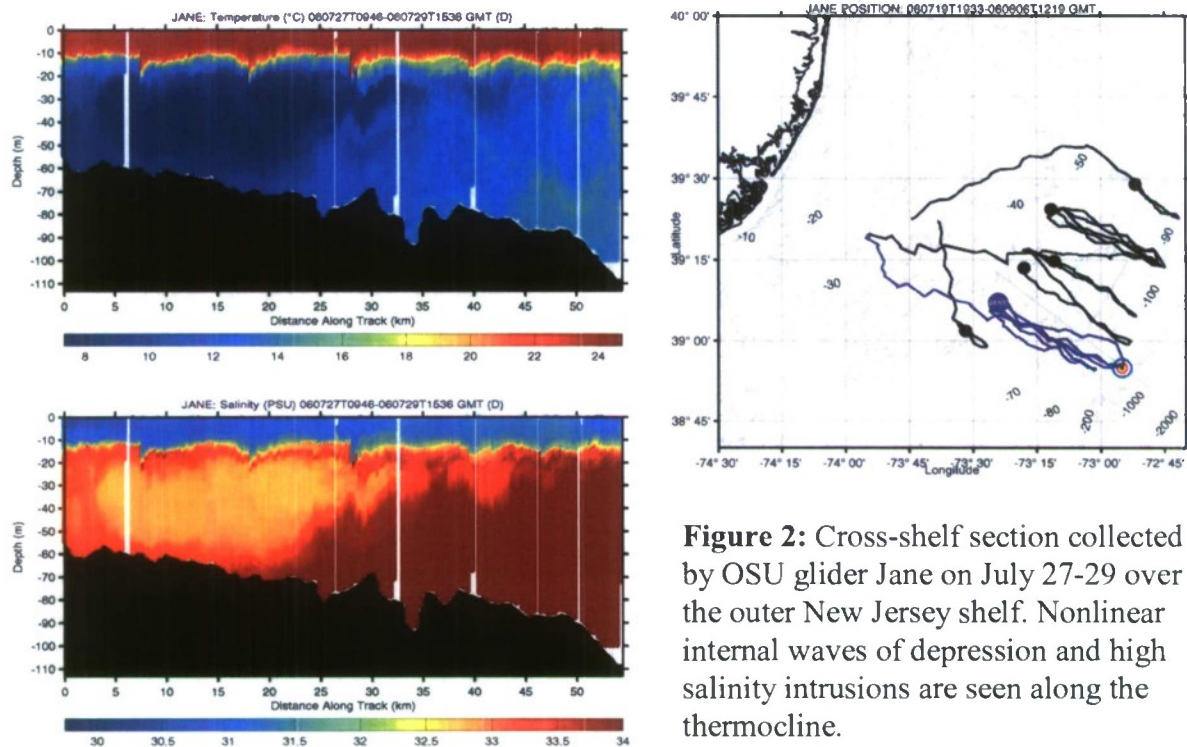 JANE: Temperature (°C) 060727T0946-060729T1536 GMT (D)
0
-10
-20
-30
-40
-50
-60
-70
-80
-90
-100
-110
Depth (m)
0 5 10 15 20 25 30 35 40 45 50
Distance Along Track (km)
8 10 12 14 16 18 20 22 24
JANE: Salinity (PSU) 060727T0946-060729T1536 GMT (D)
0
-10
-20
-30
-40
-50
-60
-70
-80
-90
-100
-110
Depth (m)
0 5 10 15 20 25 30 35 40 45 50
Distance Along Track (km)
30 30.5 31 31.5 32 32.5 33 33.5 34
JANE POSITION: 060719T1933-060906T1219 GMT
40° 00'
39° 45'
39° 30'
39° 15'
39° 00'
38° 45'
Latitude
-50
-40
-20
-10
-90
-30
-100
-70
-80
-200
-1000
-2000
-74° 30' -74° 15' -74° 00' -73° 45' -73° 30' -73° 15' -73° 00' -72° 45'
Longitude
Figure 2: Cross-shelf section collected
by OSU glider Jane on July 27-29 over
the outer New Jersey shelf. Nonlinear
internal waves of depression and high
salinity intrusions are seen along the
thermocline.